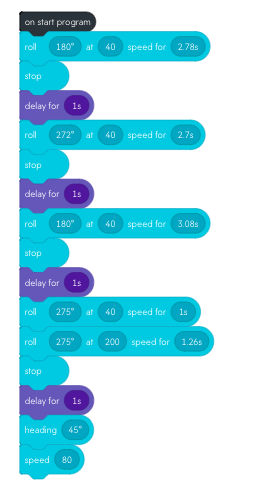 on start program
roll 180° at 40 speed for 2.78s
stop
delay for 1s
roll 272° at 40 speed for 2.7s
stop
delay for 1s
roll 180° at 40 speed for 3.08s
stop
delay for 1s
roll 275° at 40 speed for 1s
roll 275° at 200 speed for 1.26s
stop
delay for 1s
heading 45°
speed 80